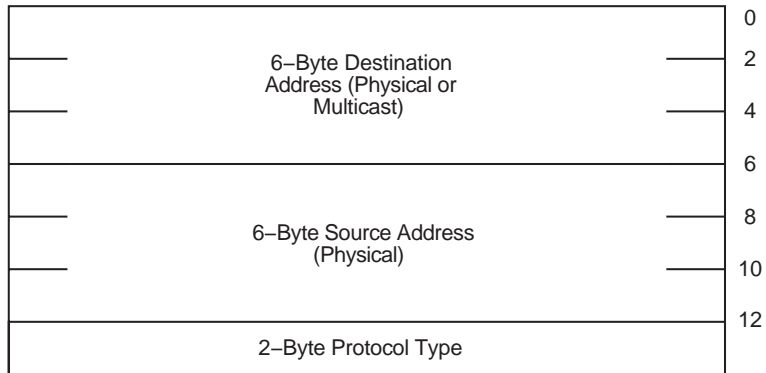 0
6−Byte Destination
Address (Physical or
Multicast)
2
4
6
8
6−Byte Source Address
(Physical)
10
12
2−Byte Protocol Type